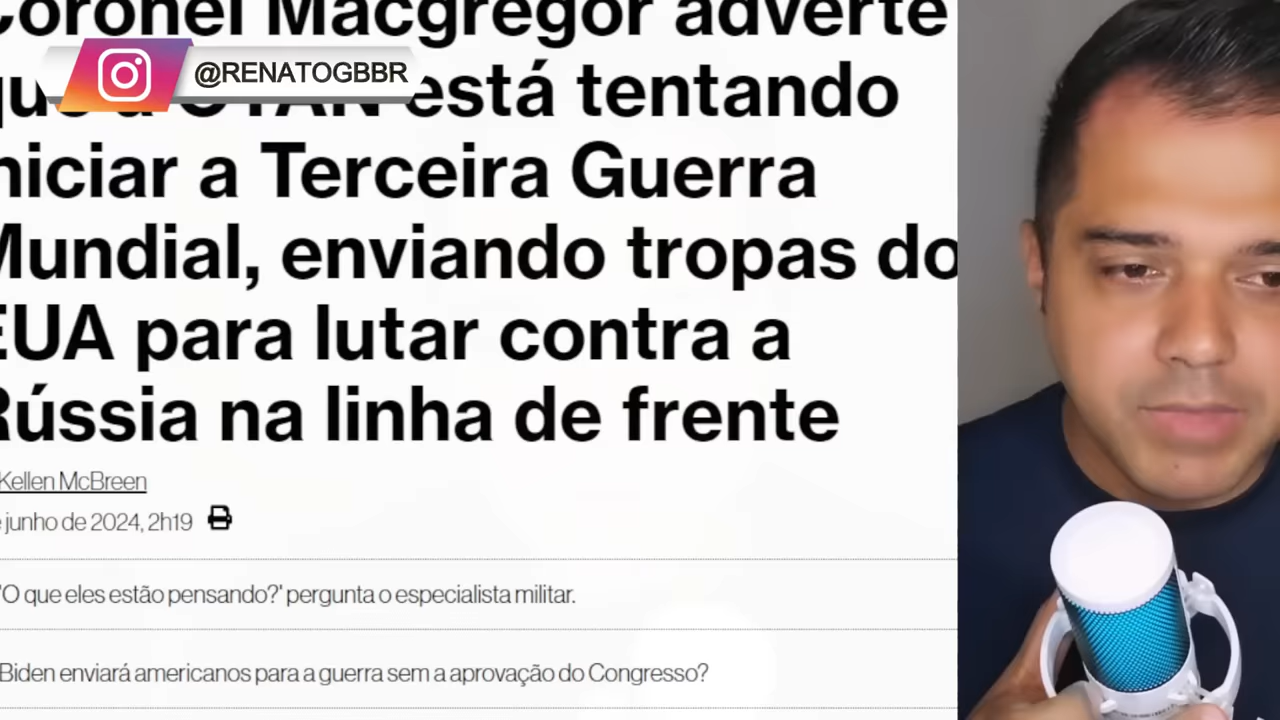 Coronel Macgregor adverte
@RENATOGBBR
que a OTAN está tentando
iniciar a Terceira Guerra
Mundial, enviando tropas do
EUA para lutar contra a
Rússia na linha de frente
Kellen McBreen
junho de 2024, 2h19
'O que eles estão pensando?' pergunta o especialista militar.
Biden enviará americanos para a guerra sem a aprovação do Congresso?